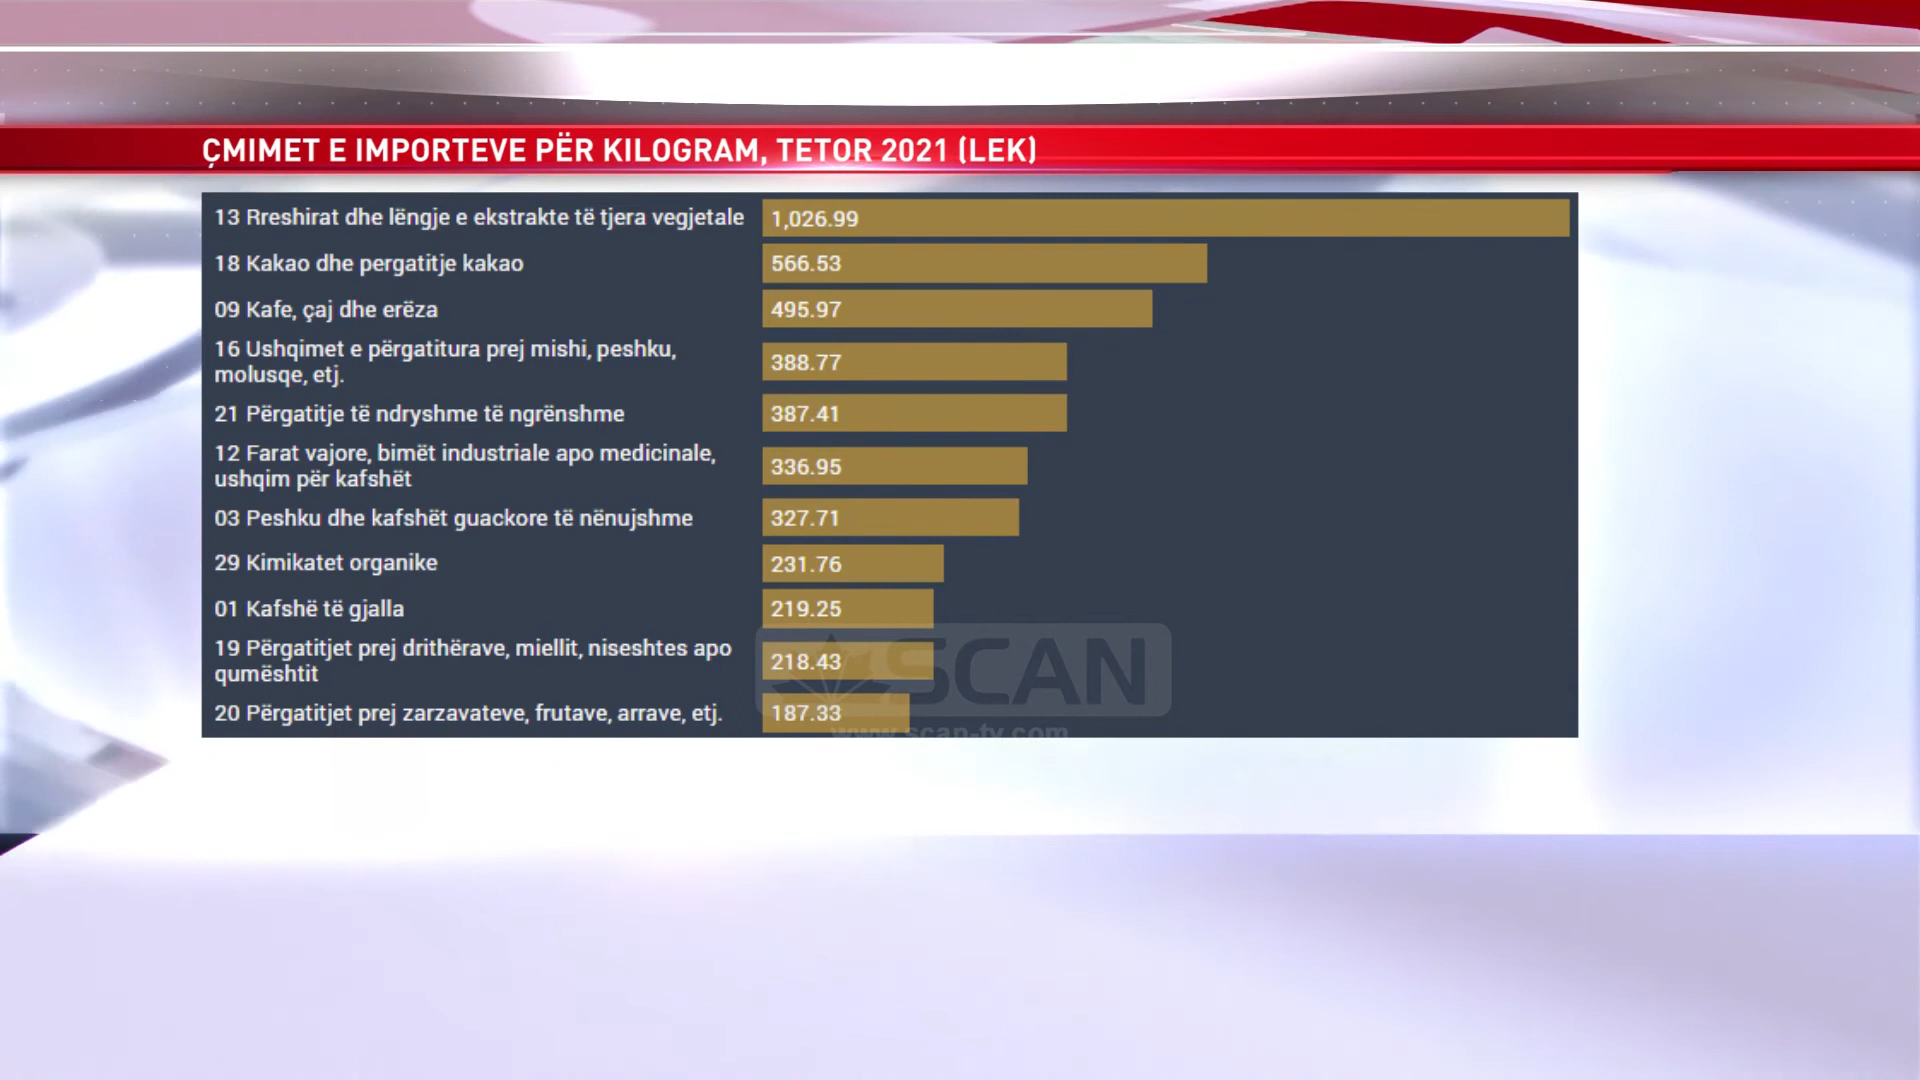 ÇMIMET E IMPORTEVE PËR KILOGRAM, TETOR 2021 (LEK)
13 Rreshirat dhe lëngje e ekstrakte të tjera vegjetale 1,026.99
18 Kakao dhe pergatitje kakao 566.53
09 Kafe, çaj dhe erëza 495.97
16 Ushqimet e përgatitura prej mishi, peshku,
molusqe, etj. 388.77
21 Përgatitje të ndryshme të ngrënshme 387.41
12 Farat vajore, bimët industriale apo medicinale,
ushqim për kafshët 336.95
03 Peshku dhe kafshët guackore të nënujshme 327.71
29 Kimikatet organike 231.76
01 Kafshë të gjalla 219.25
19 Përgatitjet prej drithërave, miellit, niseshtes apo
qumështit 218.43
SCAN
20 Përgatitjet prej zarzavateve, frutave, arrave, etj. 187.33
www.scan-tv.com